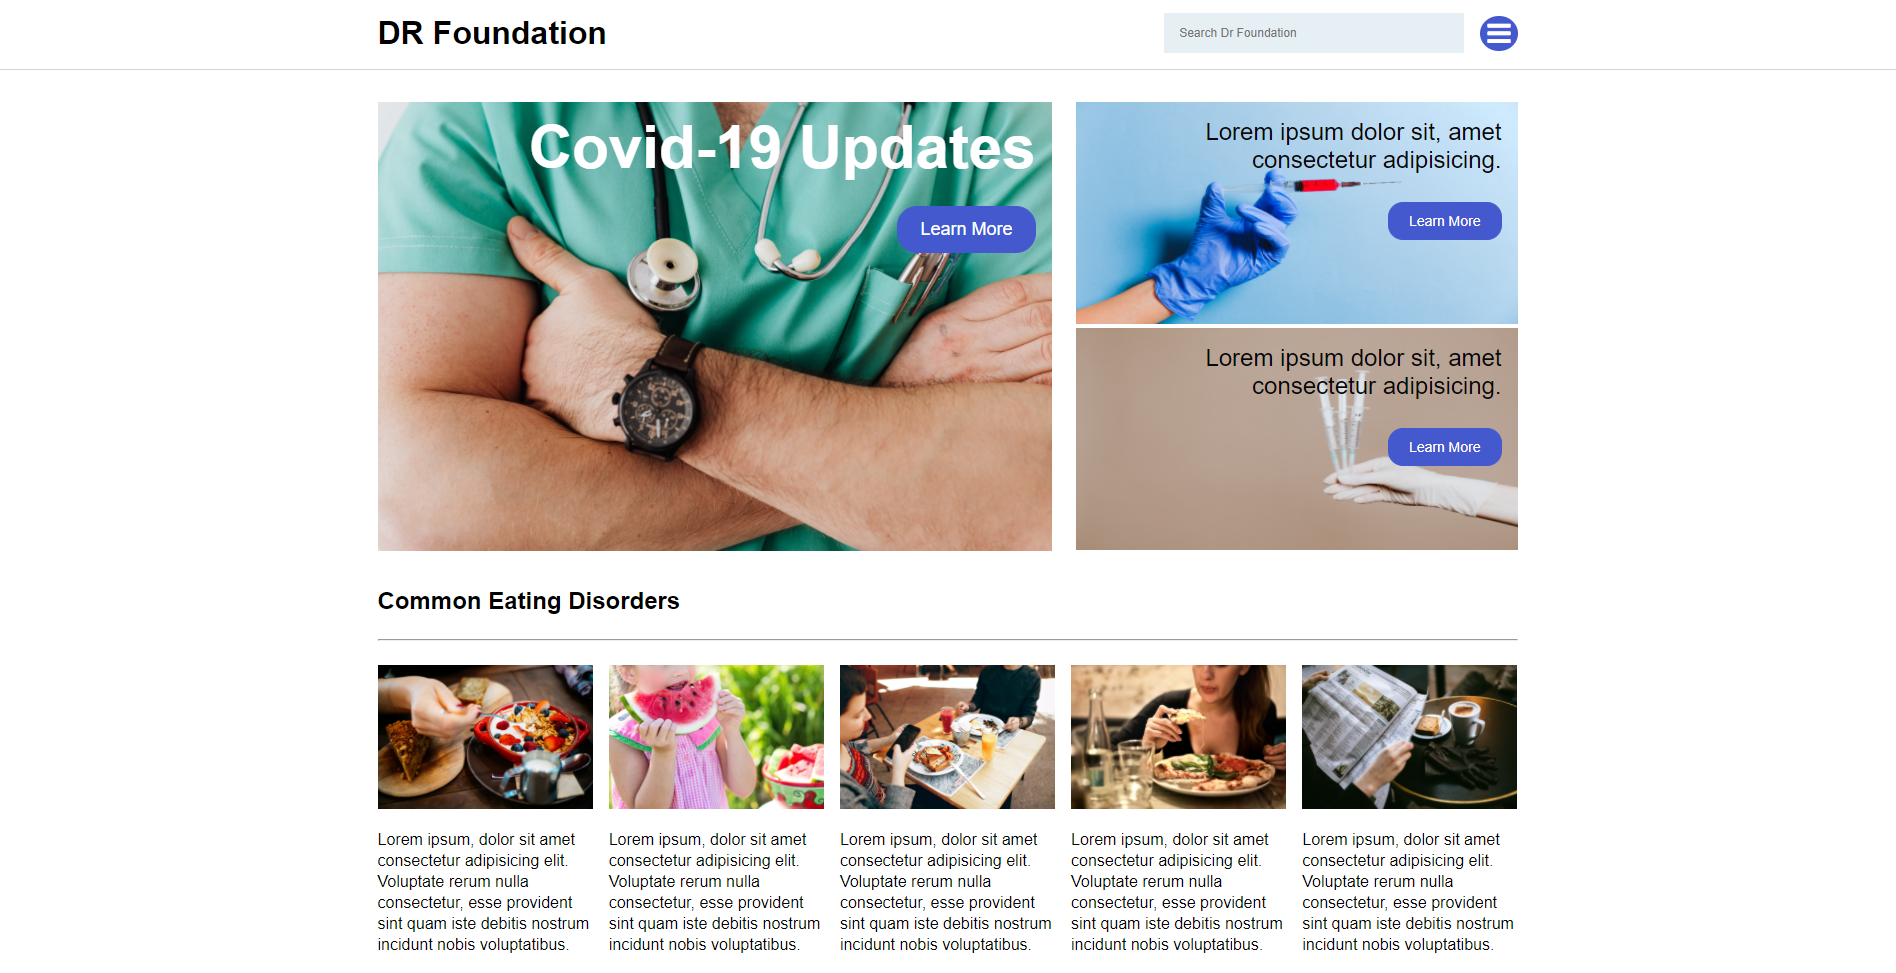 DR Foundation
Search Dr Foundation
Covid-19 Updates
Learn More
Lorem ipsum dolor sit, amet
consectetur adipisicing.
Learn More
Lorem ipsum dolor sit, amet
consectetur adipisicing.
Learn More
Common Eating Disorders
Lorem ipsum, dolor sit amet
consectetur adipisicing elit.
Voluptate rerum nulla
consectetur, esse provident
sint quam iste debitis nostrum
incidunt nobis voluptatibus.
Lorem ipsum, dolor sit amet
consectetur adipisicing elit.
Voluptate rerum nulla
consectetur, esse provident
sint quam iste debitis nostrum
incidunt nobis voluptatibus.
Lorem ipsum, dolor sit amet
consectetur adipisicing elit.
Voluptate rerum nulla
consectetur, esse provident
sint quam iste debitis nostrum
incidunt nobis voluptatibus.
Lorem ipsum, dolor sit amet
consectetur adipisicing elit.
Voluptate rerum nulla
consectetur, esse provident
sint quam iste debitis nostrum
incidunt nobis voluptatibus.
Lorem ipsum, dolor sit amet
consectetur adipisicing elit.
Voluptate rerum nulla
consectetur, esse provident
sint quam iste debitis nostrum
incidunt nobis voluptatibus.